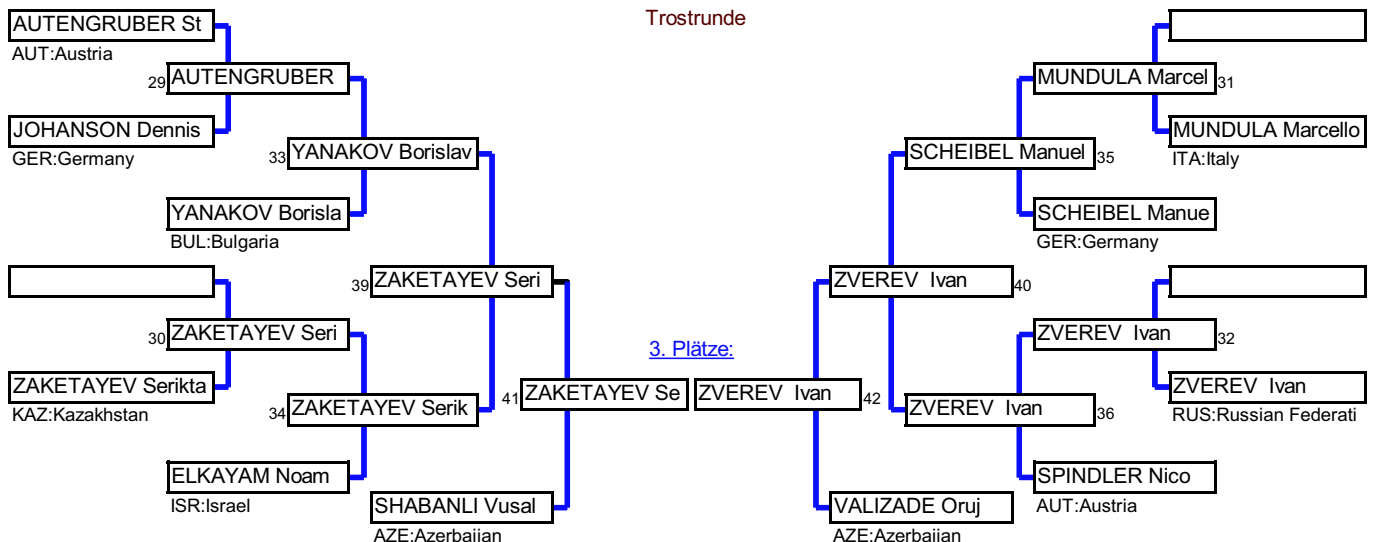 Trostrunde
AUTENGRUBER St
AUT:Austria
29 AUTENGRUBER
JOHANSON Dennis
GER:Germany
33 YANAKOV Borislav
YANAKOV Borisla
BUL:Bulgaria
39 ZAKETAYEV Seri
30 ZAKETAYEV Seri
ZAKETAYEV Serikta
KAZ:Kazakhstan
34 ZAKETAYEV Serik
ELKAYAM Noam
ISR:Israel
41 ZAKETAYEV Se
SHABANLI Vusal
AZE:Azerbaijan
3. Plätze:
MUNDULA Marcel 31
MUNDULA Marcello
ITA:Italy
SCHEIBEL Manuel 35
SCHEIBEL Manue
GER:Germany
ZVEREV Ivan 40
ZVEREV Ivan 32
ZVEREV Ivan
RUS:Russian Federati
ZVEREV Ivan 42
ZVEREV Ivan 36
SPINDLER Nico
AUT:Austria
VALIZADE Oruj
AZE:Azerbaijan